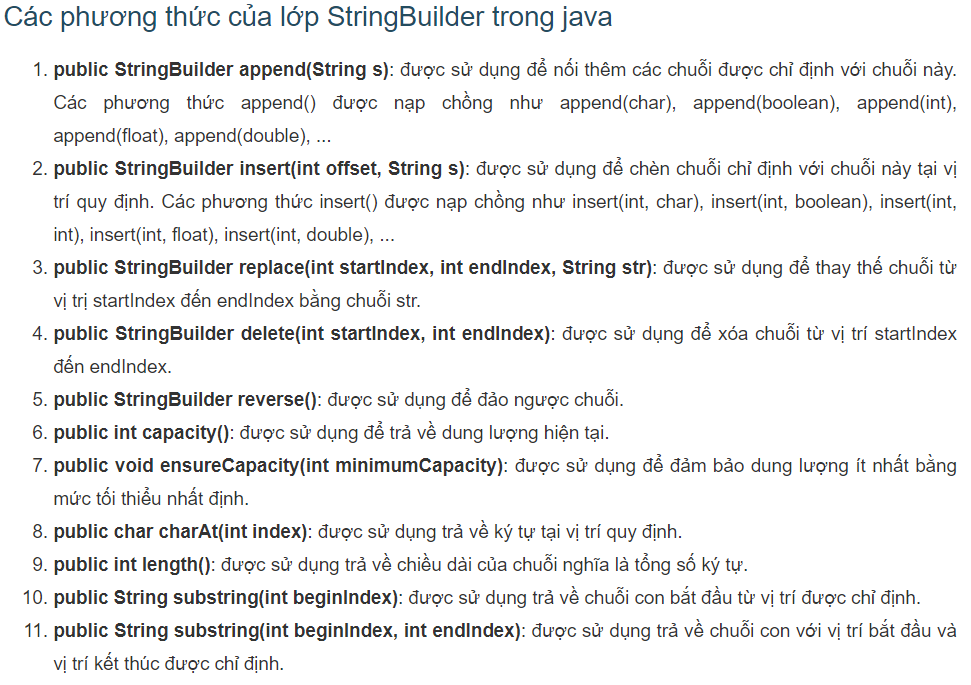 Các phương thức của lớp StringBuilder trong java
1. public StringBuilder append(String s): được sử dụng để nối thêm các chuỗi được chỉ định với chuỗi này.
Các phương thức append() được nạp chồng như append(char), append(boolean), append(int),
append(float), append(double), ...
2. public StringBuilder insert(int offset, String s): được sử dụng để chèn chuỗi chỉ định với chuỗi này tại vị
trí quy định. Các phương thức insert() được nạp chồng như insert(int, char), insert(int, boolean), insert(int,
int), insert(int, float), insert(int, double), ...
3. public StringBuilder replace(int startIndex, int endIndex, String str): được sử dụng để thay thế chuỗi từ
vị trị startIndex đến endIndex bằng chuỗi str.
4. public StringBuilder delete(int startIndex, int endIndex): được sử dụng để xóa chuỗi từ vị trí startIndex
đến endIndex.
5. public StringBuilder reverse(): được sử dụng để đảo ngược chuỗi.
6. public int capacity(): được sử dụng để trả về dung lượng hiện tại.
7. public void ensureCapacity(int minimumCapacity): được sử dụng để đảm bảo dung lượng ít nhất bằng
mức tối thiểu nhất định.
8. public char charAt(int index): được sử dụng trả về ký tự tại vị trí quy định.
9. public int length(): được sử dụng trả về chiều dài của chuỗi nghĩa là tổng số ký tự.
10. public String substring(int beginIndex): được sử dụng trả về chuỗi con bắt đầu từ vị trí được chỉ định.
11. public String substring(int beginIndex, int endIndex): được sử dụng trả về chuỗi con với vị trí bắt đầu và
vị trí kết thúc được chỉ định.